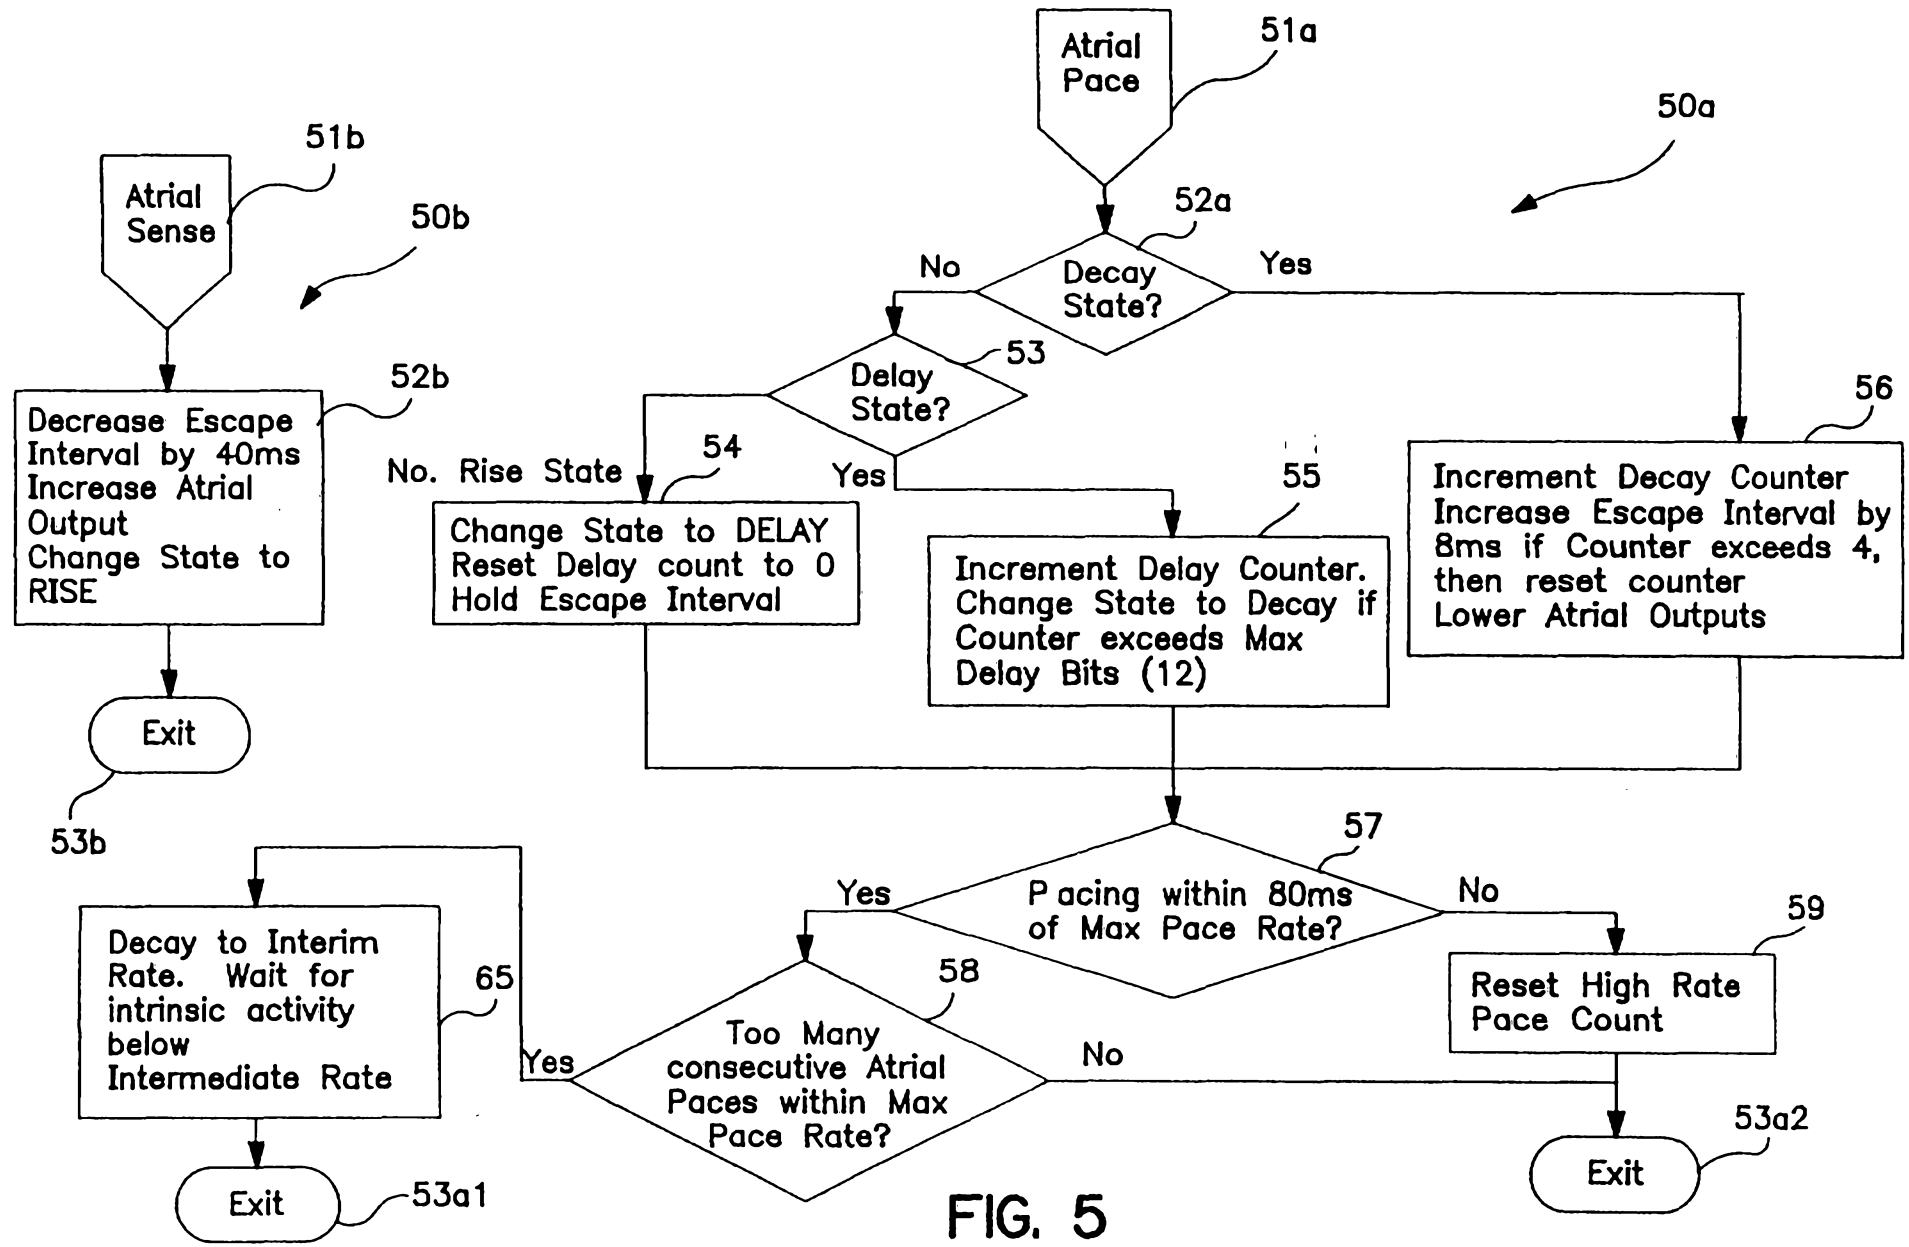 Atrial
Pace
51a
50a
51b
Atrial
Sense
50b
52a
No
Decay
State?
Yes
53
Delay
State?
52b
Decrease Escape
Interval by 40ms
Increase Atrial
Output
Change State to
RISE
No. Rise State
54
Yes
55
56
Change State to DELAY
Reset Delay count to 0
Hold Escape Interval
Increment Delay Counter.
Change State to Decay if
Counter exceeds Max
Delay Bits (12)
Increment Decay Counter
Increase Escape Interval by
8ms if Counter exceeds 4,
then reset counter
Lower Atrial Outputs
Exit
53b
57
Yes
Pacing within 80ms
of Max Pace Rate?
No
59
Decay to Interim
Rate. Wait for
intrinsic activity
below
Intermediate Rate
65
58
Reset High Rate
Pace Count
Yes
Too Many
consecutive Atrial
Paces within Max
Pace Rate?
No
53a2
Exit
53a1
Exit
FIG. 5